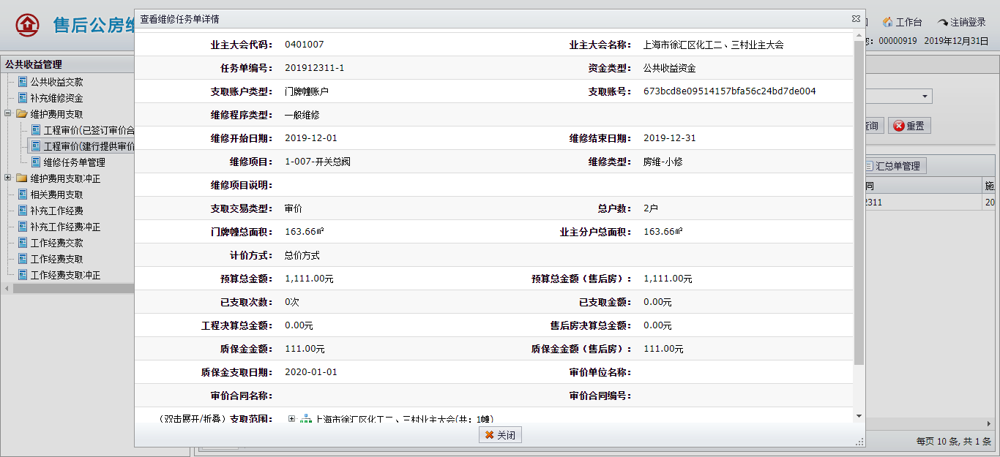 售后公房维
工作台 注销登录
00000919 2019年12月31日
公共收益管理
公共收益交款
补充维修资金
维护费用支取
工程审价(已签订审价合
工程审价(建行提供审价
维修任务单管理
维护费用支取冲正
相关费用支取
补充工作经费
补充工作经费冲正
工作经费交款
工作经费支取
工作经费支取冲正
查看维修任务单详情
业主大会代码： 0401007 业主大会名称： 上海市徐汇区化工二、三村业主大会
任务单编号： 201912311-1 资金类型： 公共收益资金
支取账户类型： 门牌幢账户 支取账号： 673bcd8e09514157bfa56c24bd7de004
维修程序类型： 一般维修
维修开始日期： 2019-12-01 维修结束日期： 2019-12-31
维修项目： 1-007-开关总阀 维修类型： 房维-小修
维修项目说明：
支取交易类型： 审价 总户数： 2户
门牌幢总面积： 163.66㎡ 业主分户总面积： 163.66㎡
计价方式： 总价方式
预算总金额： 1,111.00元 预算总金额（售后房）： 1,111.00元
已支取次数： 0次 已支取金额： 0.00元
工程决算总金额： 0.00元 售后房决算总金额： 0.00元
质保金金额： 111.00元 质保金金额（售后房）： 111.00元
质保金支取日期： 2020-01-01 审价单位名称：
审价合同名称： 审价合同编号：
（双击展开/折叠）支取范围： 上海市徐汇区化工二、三村业主大会(共：1幢)
关闭
查询 重置
汇总单管理
同 施
2311 20
每页 10 条, 共 1 条